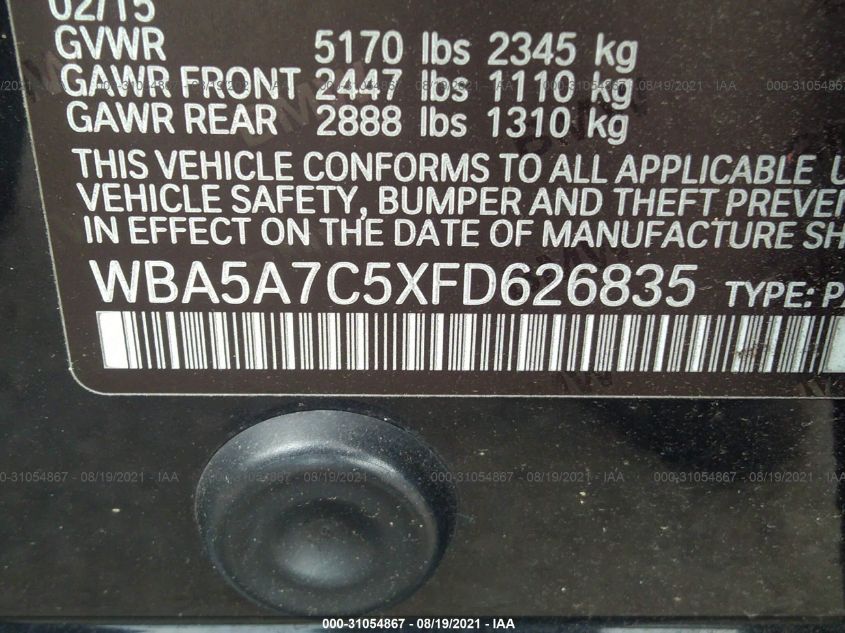 02/15
GVWR 5170 lbs 2345 kg
GAWR FRONT 2447 lbs 1110 kg
GAWR REAR 2888 lbs 1310 kg
THIS VEHICLE CONFORMS TO ALL APPLICABLE U
VEHICLE SAFETY, BUMPER AND THEFT PREVEN
IN EFFECT ON THE DATE OF MANUFACTURE SH
WBA5A7C5XFD626835 TYPE: PA
000-31054867 - 08/19/2021 - IAA